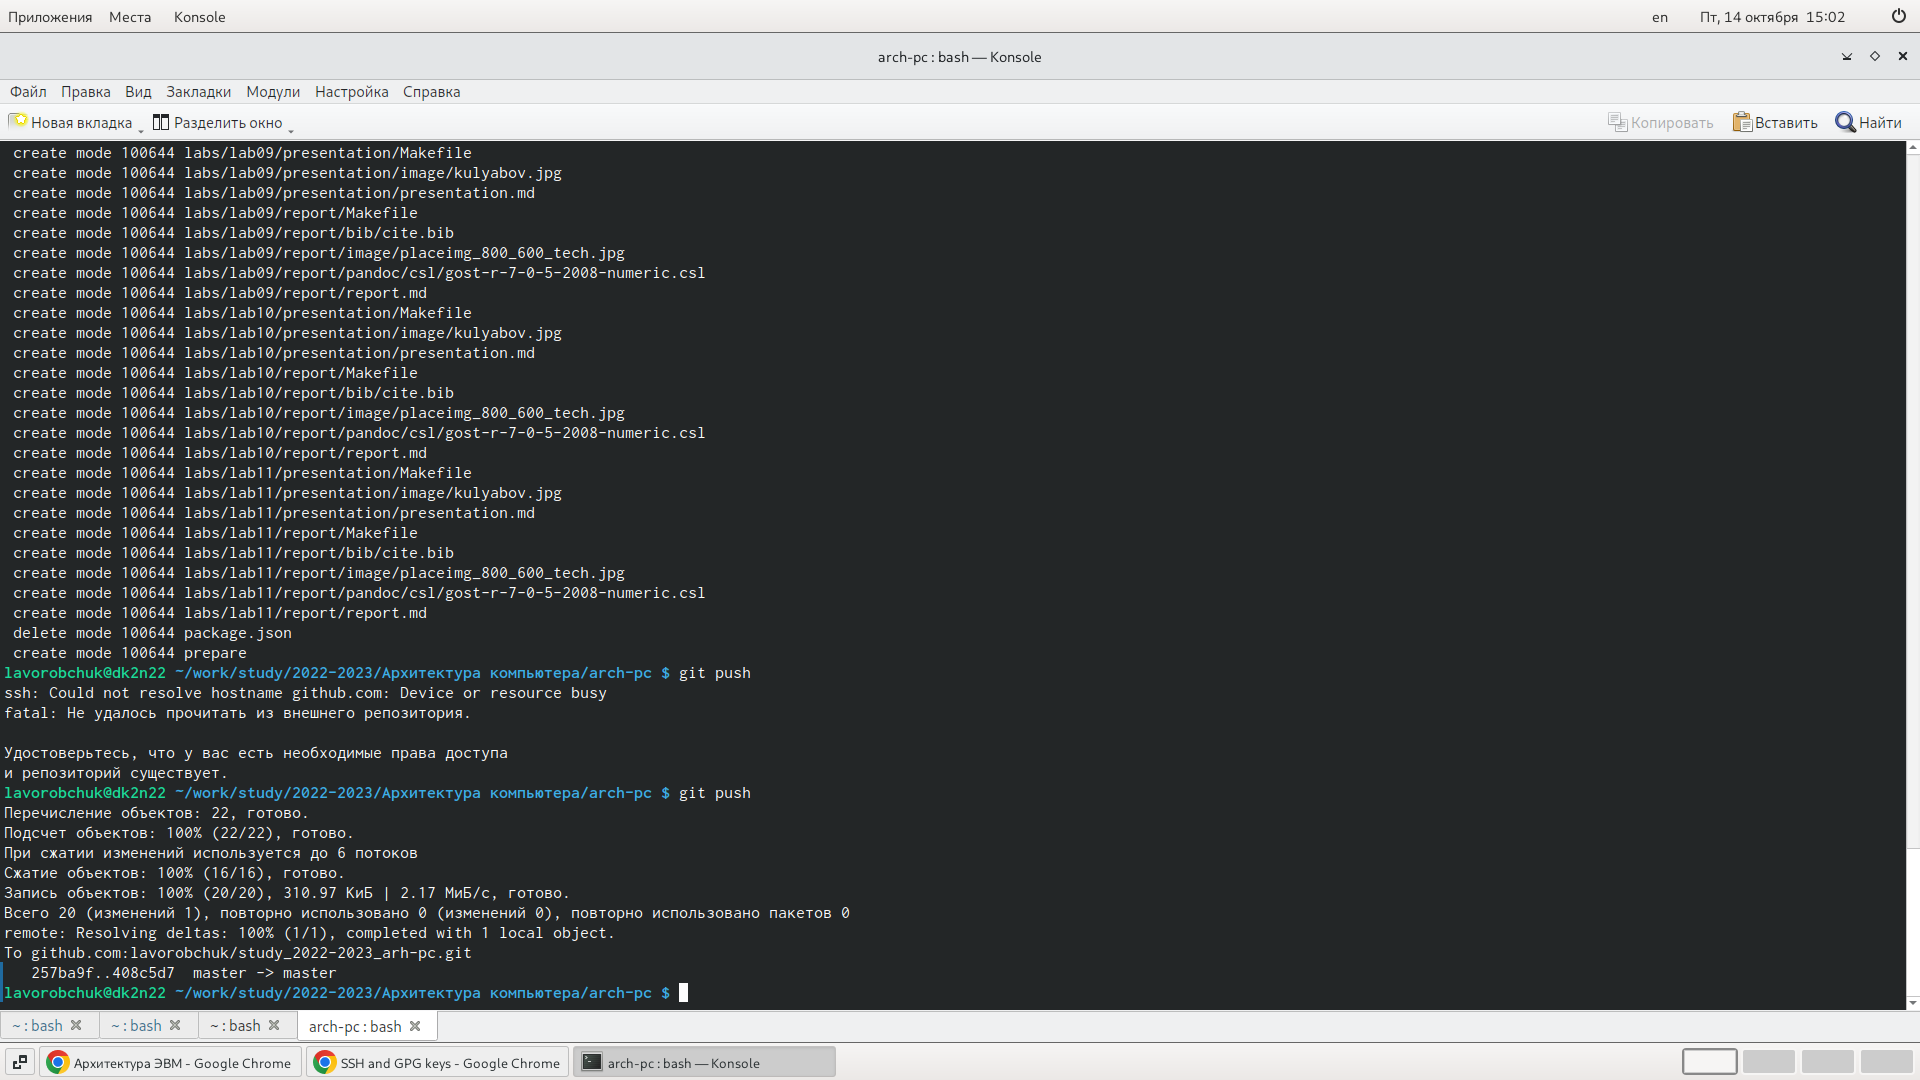 Приложения Места Konsole en Пт, 14 октября 15:02
arch-pc : bash — Konsole
Файл Правка Вид Закладки Модули Настройка Справка
Новая вкладка Разделить окно Копировать Вставить Найти
create mode 100644 labs/lab09/presentation/Makefile
create mode 100644 labs/lab09/presentation/image/kulyabov.jpg
create mode 100644 labs/lab09/presentation/presentation.md
create mode 100644 labs/lab09/report/Makefile
create mode 100644 labs/lab09/report/bib/cite.bib
create mode 100644 labs/lab09/report/image/placeimg_800_600_tech.jpg
create mode 100644 labs/lab09/report/pandoc/csl/gost-r-7-0-5-2008-numeric.csl
create mode 100644 labs/lab09/report/report.md
create mode 100644 labs/lab10/presentation/Makefile
create mode 100644 labs/lab10/presentation/image/kulyabov.jpg
create mode 100644 labs/lab10/presentation/presentation.md
create mode 100644 labs/lab10/report/Makefile
create mode 100644 labs/lab10/report/bib/cite.bib
create mode 100644 labs/lab10/report/image/placeimg_800_600_tech.jpg
create mode 100644 labs/lab10/report/pandoc/csl/gost-r-7-0-5-2008-numeric.csl
create mode 100644 labs/lab10/report/report.md
create mode 100644 labs/lab11/presentation/Makefile
create mode 100644 labs/lab11/presentation/image/kulyabov.jpg
create mode 100644 labs/lab11/presentation/presentation.md
create mode 100644 labs/lab11/report/Makefile
create mode 100644 labs/lab11/report/bib/cite.bib
create mode 100644 labs/lab11/report/image/placeimg_800_600_tech.jpg
create mode 100644 labs/lab11/report/pandoc/csl/gost-r-7-0-5-2008-numeric.csl
create mode 100644 labs/lab11/report/report.md
delete mode 100644 package.json
create mode 100644 prepare
lavorobchuk@dk2n22 ~/work/study/2022-2023/Архитектура компьютера/arch-pc $ git push
ssh: Could not resolve hostname github.com: Device or resource busy
fatal: Не удалось прочитать из внешнего репозитория.
Удостоверьтесь, что у вас есть необходимые права доступа
и репозиторий существует.
lavorobchuk@dk2n22 ~/work/study/2022-2023/Архитектура компьютера/arch-pc $ git push
Перечисление объектов: 22, готово.
Подсчет объектов: 100% (22/22), готово.
При сжатии изменений используется до 6 потоков
Сжатие объектов: 100% (16/16), готово.
Запись объектов: 100% (20/20), 310.97 КиБ | 2.17 МиБ/с, готово.
Всего 20 (изменений 1), повторно использовано 0 (изменений 0), повторно использовано пакетов 0
remote: Resolving deltas: 100% (1/1), completed with 1 local object.
To github.com:lavorobchuk/study_2022-2023_arh-pc.git
257ba9f..408c5d7 master -> master
lavorobchuk@dk2n22 ~/work/study/2022-2023/Архитектура компьютера/arch-pc $
~ : bash ~ : bash ~ : bash arch-pc : bash
Архитектура ЭВМ - Google Chrome SSH and GPG keys - Google Chrome arch-pc : bash — Konsole